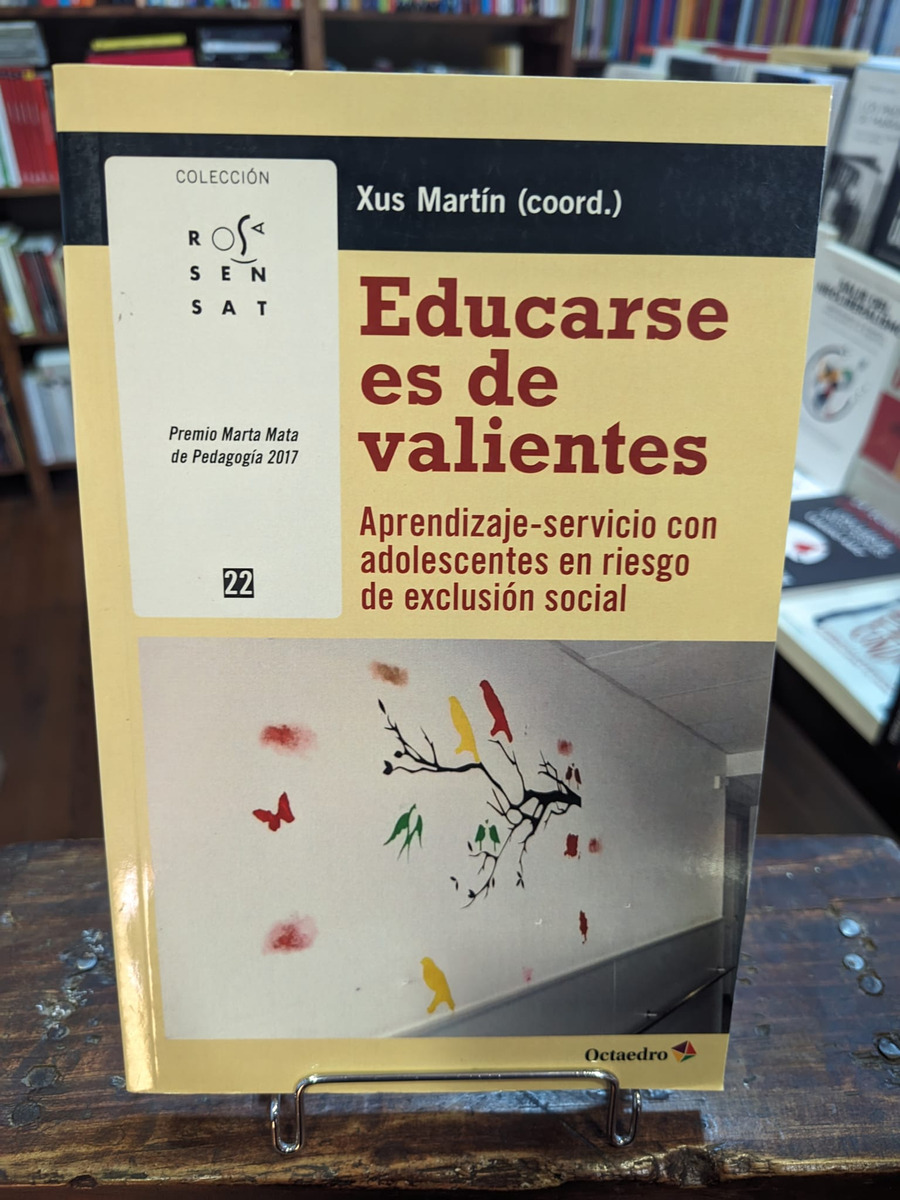 COLECCIÓN
ROSA
SEN
SAT
Premio Marta Mata
de Pedagogía 2017
22
Xus Martín (coord.)
Educarse
es de
valientes
Aprendizaje-servicio con
adolescentes en riesgo
de exclusión social
Octaedro